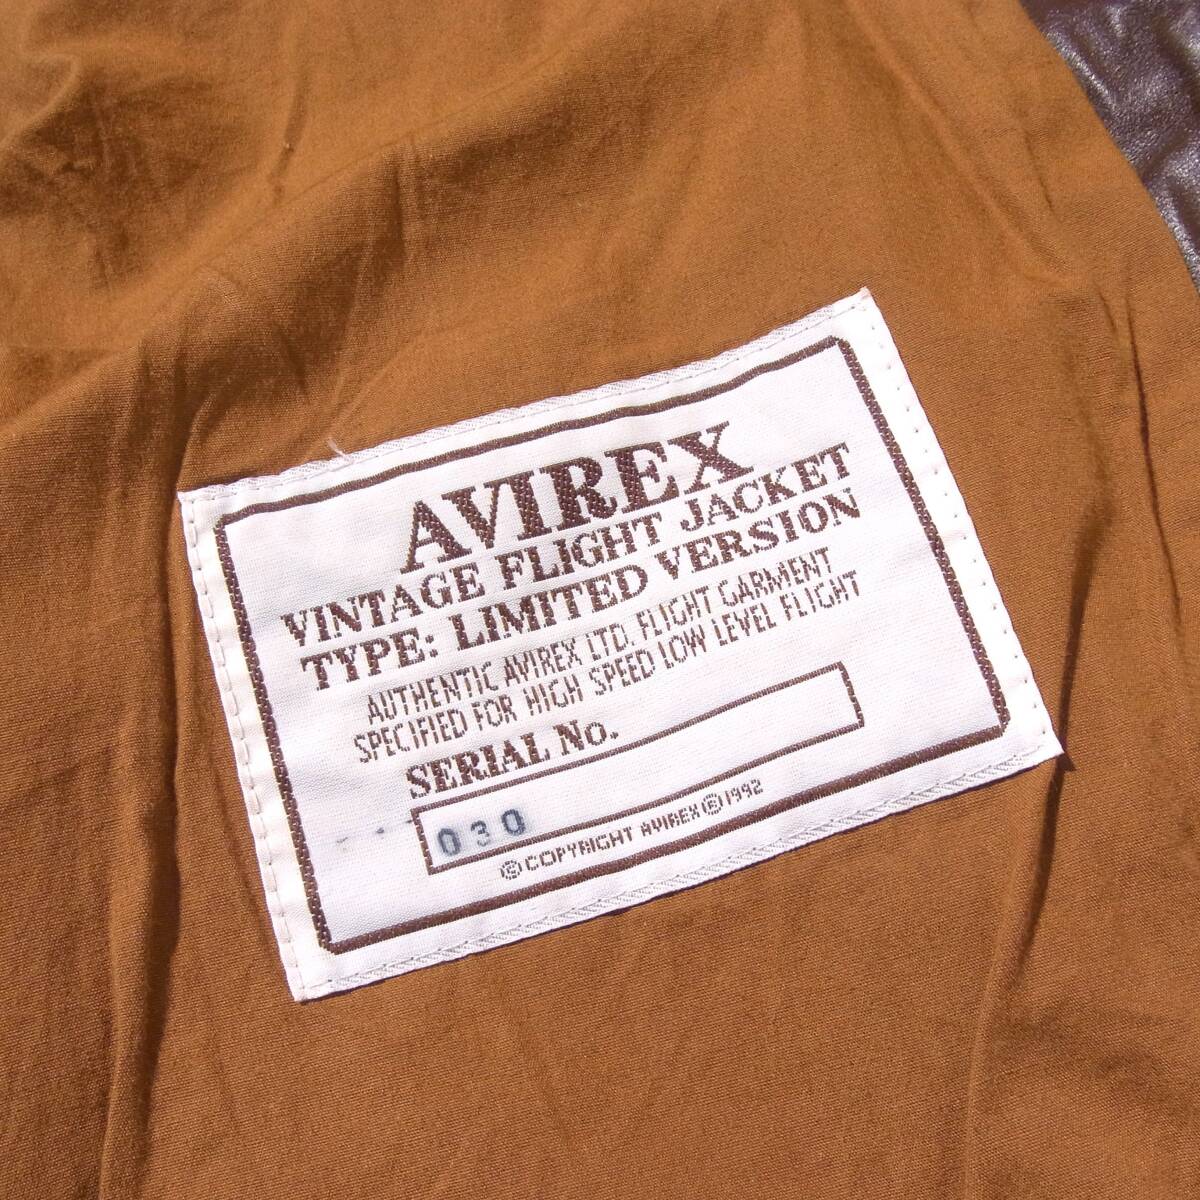 AVIREX
VINTAGE FLIGHT JACKET
TYPE: LIMITED VERSION
AUTHENTIC AVIREX LTD. FLIGHT GARMENT
SPECIFIED FOR HIGH SPEED LOW LEVEL FLIGHT
SERIAL No.
030
© COPYRIGHT AVIREX ® 1992